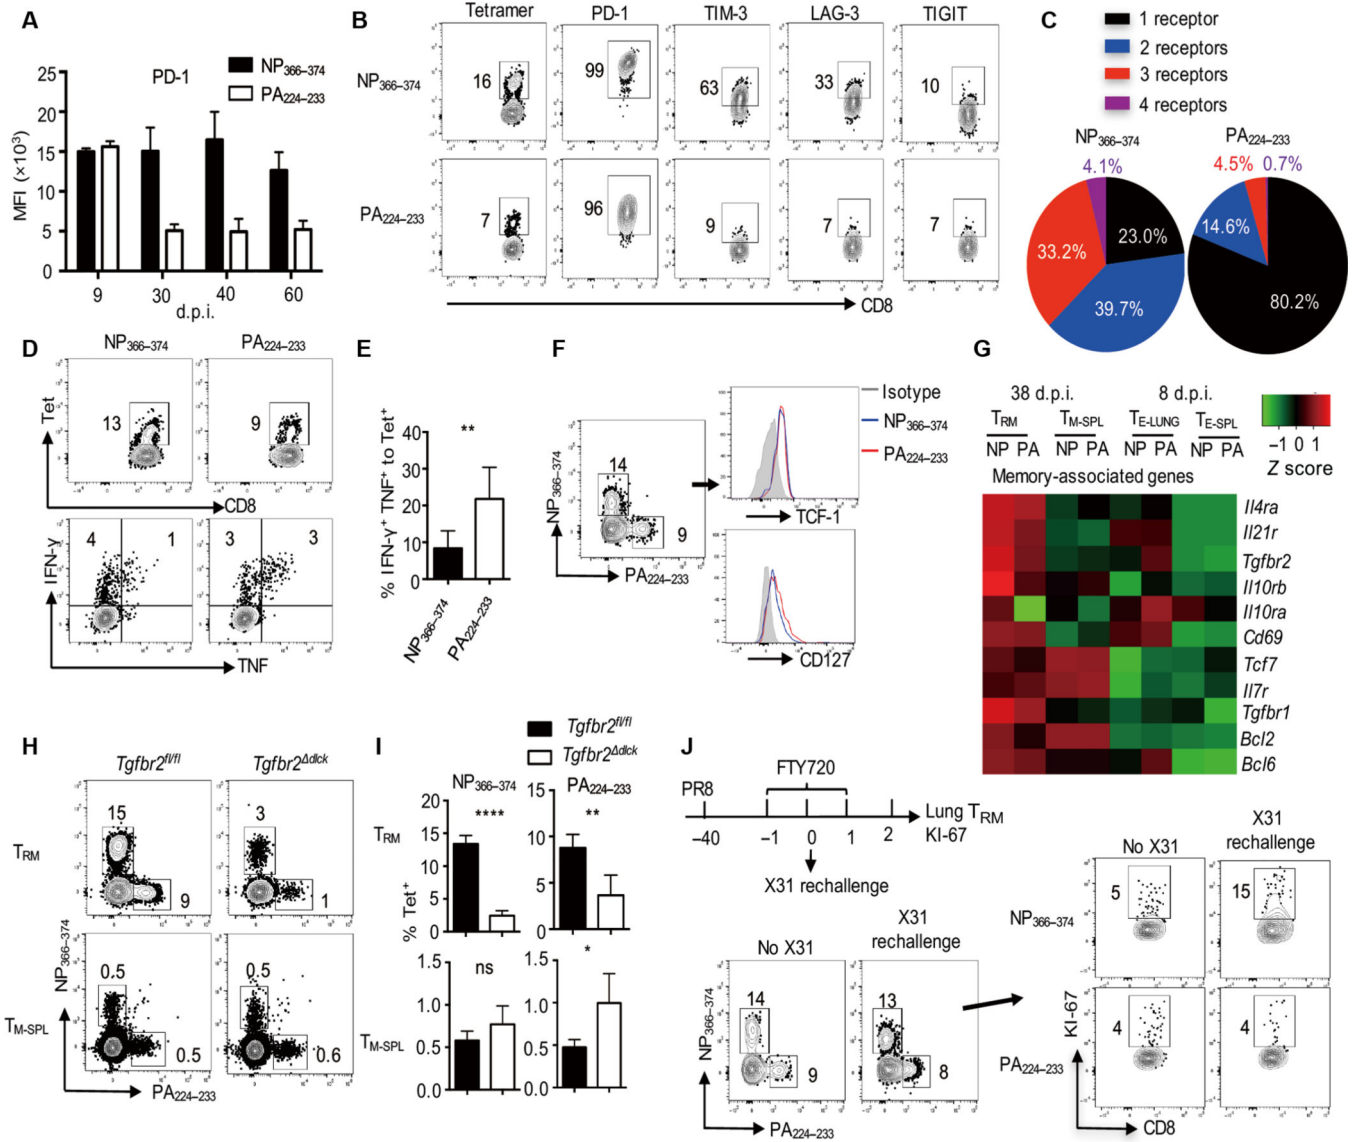 A
PD-1
NP366–374
PA224–233
MFI (×10³)
25
20
15
10
5
0
9 30 40 60
d.p.i.
B
Tetramer PD-1 TIM-3 LAG-3 TIGIT
NP366–374
16 99 63 33 10
PA224–233
7 96 9 7 7
CD8
C
1 receptor
2 receptors
3 receptors
4 receptors
NP366–374
4.1%
33.2%
23.0%
39.7%
PA224–233
4.5% 0.7%
14.6%
80.2%
D
NP366–374 PA224–233
Tet
13 9
CD8
IFN-γ
4 1 3 3
TNF
E
% IFN-γ⁺ TNF⁺ to Tet⁺
**
40
30
20
10
0
NP366–374
PA224–233
F
NP366–374
14
9
PA224–233
Isotype
NP366–374
PA224–233
TCF-1
CD127
G
38 d.p.i. 8 d.p.i.
TRM TM-SPL TE-LUNG TE-SPL
NP PA NP PA NP PA NP PA
−1 0 1
Z score
Memory-associated genes
Il4ra
Il21r
Tgfbr2
Il10rb
Il10ra
Cd69
Tcf7
Il7r
Tgfbr1
Bcl2
Bcl6
H
Tgfbr2fl/fl Tgfbr2Δdlck
TRM
15 3
9 1
TM-SPL
0.5 0.5
0.5 0.6
NP366–374
PA224–233
I
Tgfbr2fl/fl
Tgfbr2Δdlck
NP366–374 PA224–233
TRM
% Tet⁺
20
15
10
5
0
****
15
10
5
0
**
TM-SPL
1.5
1.0
0.5
0.0
ns
1.5
1.0
0.5
0.0
*
J
FTY720
PR8
−40 −1 0 1 2
Lung TRM
KI-67
X31 rechallenge
No X31
X31
rechallenge
NP366–374
14 13
9 8
PA224–233
No X31
X31
rechallenge
NP366–374
5 15
KI-67
PA224–233
4 4
CD8